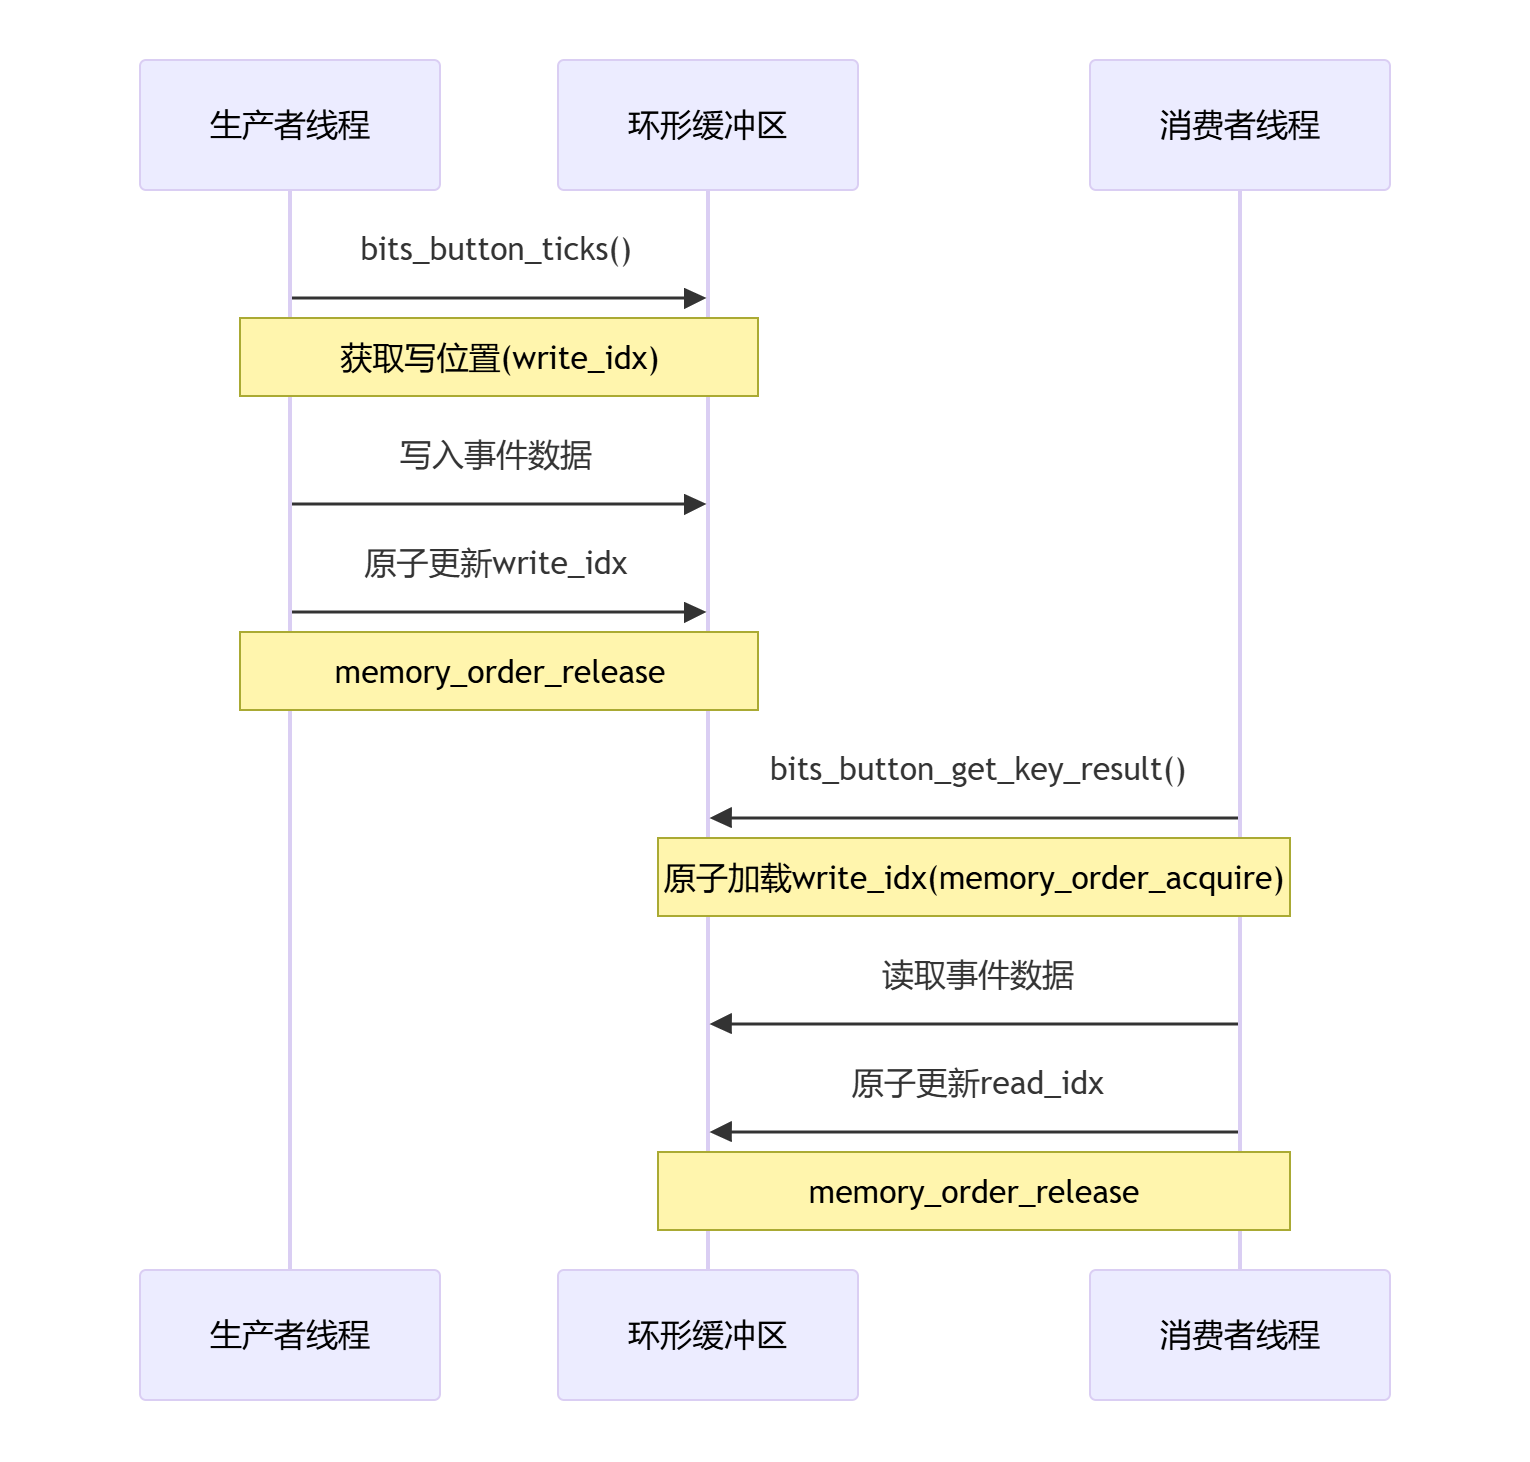 生产者线程
环形缓冲区
消费者线程
bits_button_ticks()
获取写位置(write_idx)
写入事件数据
原子更新write_idx
memory_order_release
bits_button_get_key_result()
原子加载write_idx(memory_order_acquire)
读取事件数据
原子更新read_idx
memory_order_release
生产者线程
环形缓冲区
消费者线程